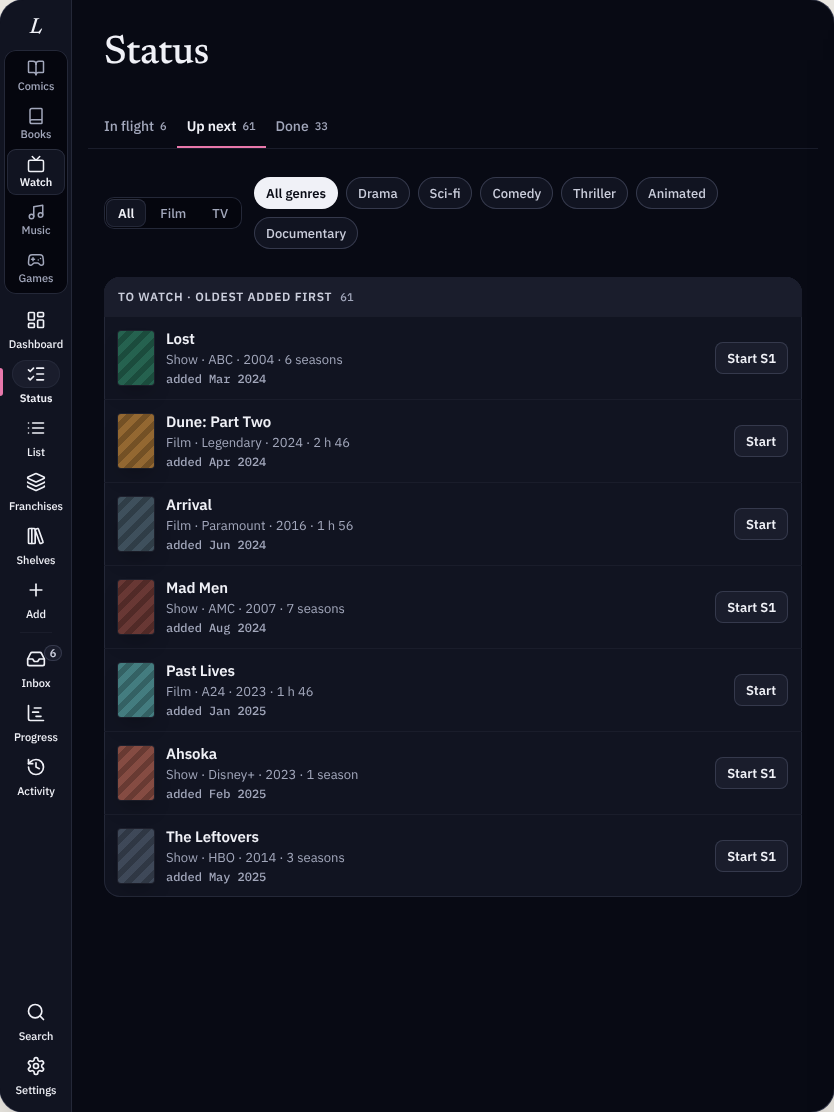 L
Comics
Books
Watch
Music
Games
Dashboard
Status
List
Franchises
Shelves
Add
6
Inbox
Progress
Activity
Search
Settings
Status
In flight 6 Up next 61 Done 33
All Film TV
All genres Drama Sci-fi Comedy Thriller Animated
Documentary
TO WATCH · OLDEST ADDED FIRST 61
Lost
Show · ABC · 2004 · 6 seasons
added Mar 2024
Start S1
Dune: Part Two
Film · Legendary · 2024 · 2 h 46
added Apr 2024
Start
Arrival
Film · Paramount · 2016 · 1 h 56
added Jun 2024
Start
Mad Men
Show · AMC · 2007 · 7 seasons
added Aug 2024
Start S1
Past Lives
Film · A24 · 2023 · 1 h 46
added Jan 2025
Start
Ahsoka
Show · Disney+ · 2023 · 1 season
added Feb 2025
Start S1
The Leftovers
Show · HBO · 2014 · 3 seasons
added May 2025
Start S1